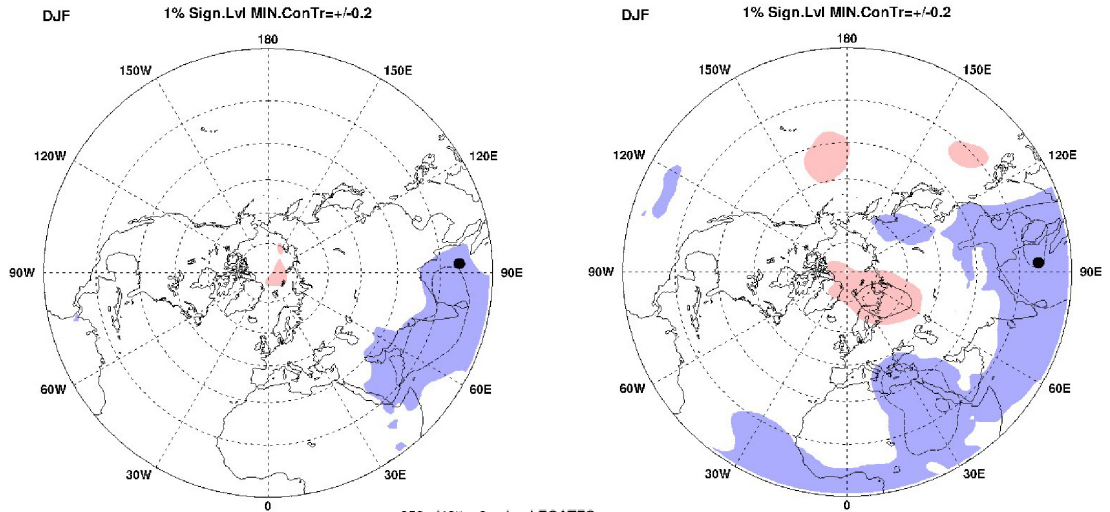 DJF 1% Sign.Lvl MIN.ConTr=+/-0.2
180
150W 150E
120W 120E
90W 90E
60W 60E
30W 30E
0
DJF 1% Sign.Lvl MIN.ConTr=+/-0.2
180
150W 150E
120W 120E
90W 90E
60W 60E
30W 30E
0